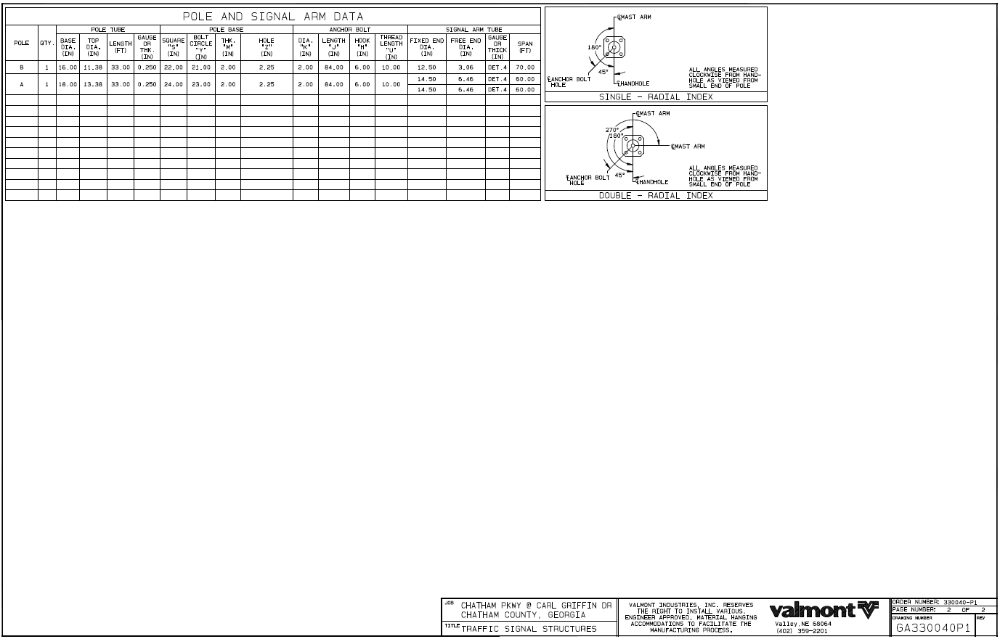 POLE AND SIGNAL ARM DATA
POLE QTY. POLE TUBE POLE BASE ANCHOR BOLT SIGNAL ARM TUBE
BASE DIA. (IN) TOP DIA. (IN) LENGTH (FT) GAUGE OR THK. (IN) SQUARE "S" (IN) BOLT CIRCLE "Y" (IN) THK. "M" (IN) HOLE "Z" (IN) DIA. "K" (IN) LENGTH "J" (IN) HOOK "H" (IN) THREAD LENGTH "U" (IN) FIXED END DIA. (IN) FREE END DIA. (IN) GAUGE OR THICK (IN) SPAN (FT)
B 1 16.00 11.38 33.00 0.250 22.00 21.00 2.00 2.25 2.00 84.00 6.00 10.00 12.50 3.06 DET.4 70.00
A 1 18.00 13.38 33.00 0.250 24.00 23.00 2.00 2.25 2.00 84.00 6.00 10.00 14.50 6.46 DET.4 60.00
14.50 6.46 DET.4 60.00
℄MAST ARM
180°
45°
℄ANCHOR BOLT
HOLE
℄HANDHOLE
ALL ANGLES MEASURED
CLOCKWISE FROM HAND-
HOLE AS VIEWED FROM
SMALL END OF POLE
SINGLE - RADIAL INDEX
℄MAST ARM
270°
180°
℄MAST ARM
45°
℄ANCHOR BOLT
HOLE
℄HANDHOLE
ALL ANGLES MEASURED
CLOCKWISE FROM HAND-
HOLE AS VIEWED FROM
SMALL END OF POLE
DOUBLE - RADIAL INDEX
JOB CHATHAM PKWY @ CARL GRIFFIN DR
CHATHAM COUNTY, GEORGIA
TITLE TRAFFIC SIGNAL STRUCTURES
VALMONT INDUSTRIES, INC. RESERVES
THE RIGHT TO INSTALL VARIOUS,
ENGINEER APPROVED, MATERIAL HANGING
ACCOMMODATIONS TO FACILITATE THE
MANUFACTURING PROCESS.
valmont
Valley,NE 68064
(402) 359-2201
ORDER NUMBER: 330040-P1
PAGE NUMBER: 2 OF 2
DRAWING NUMBER REV
GA330040P1